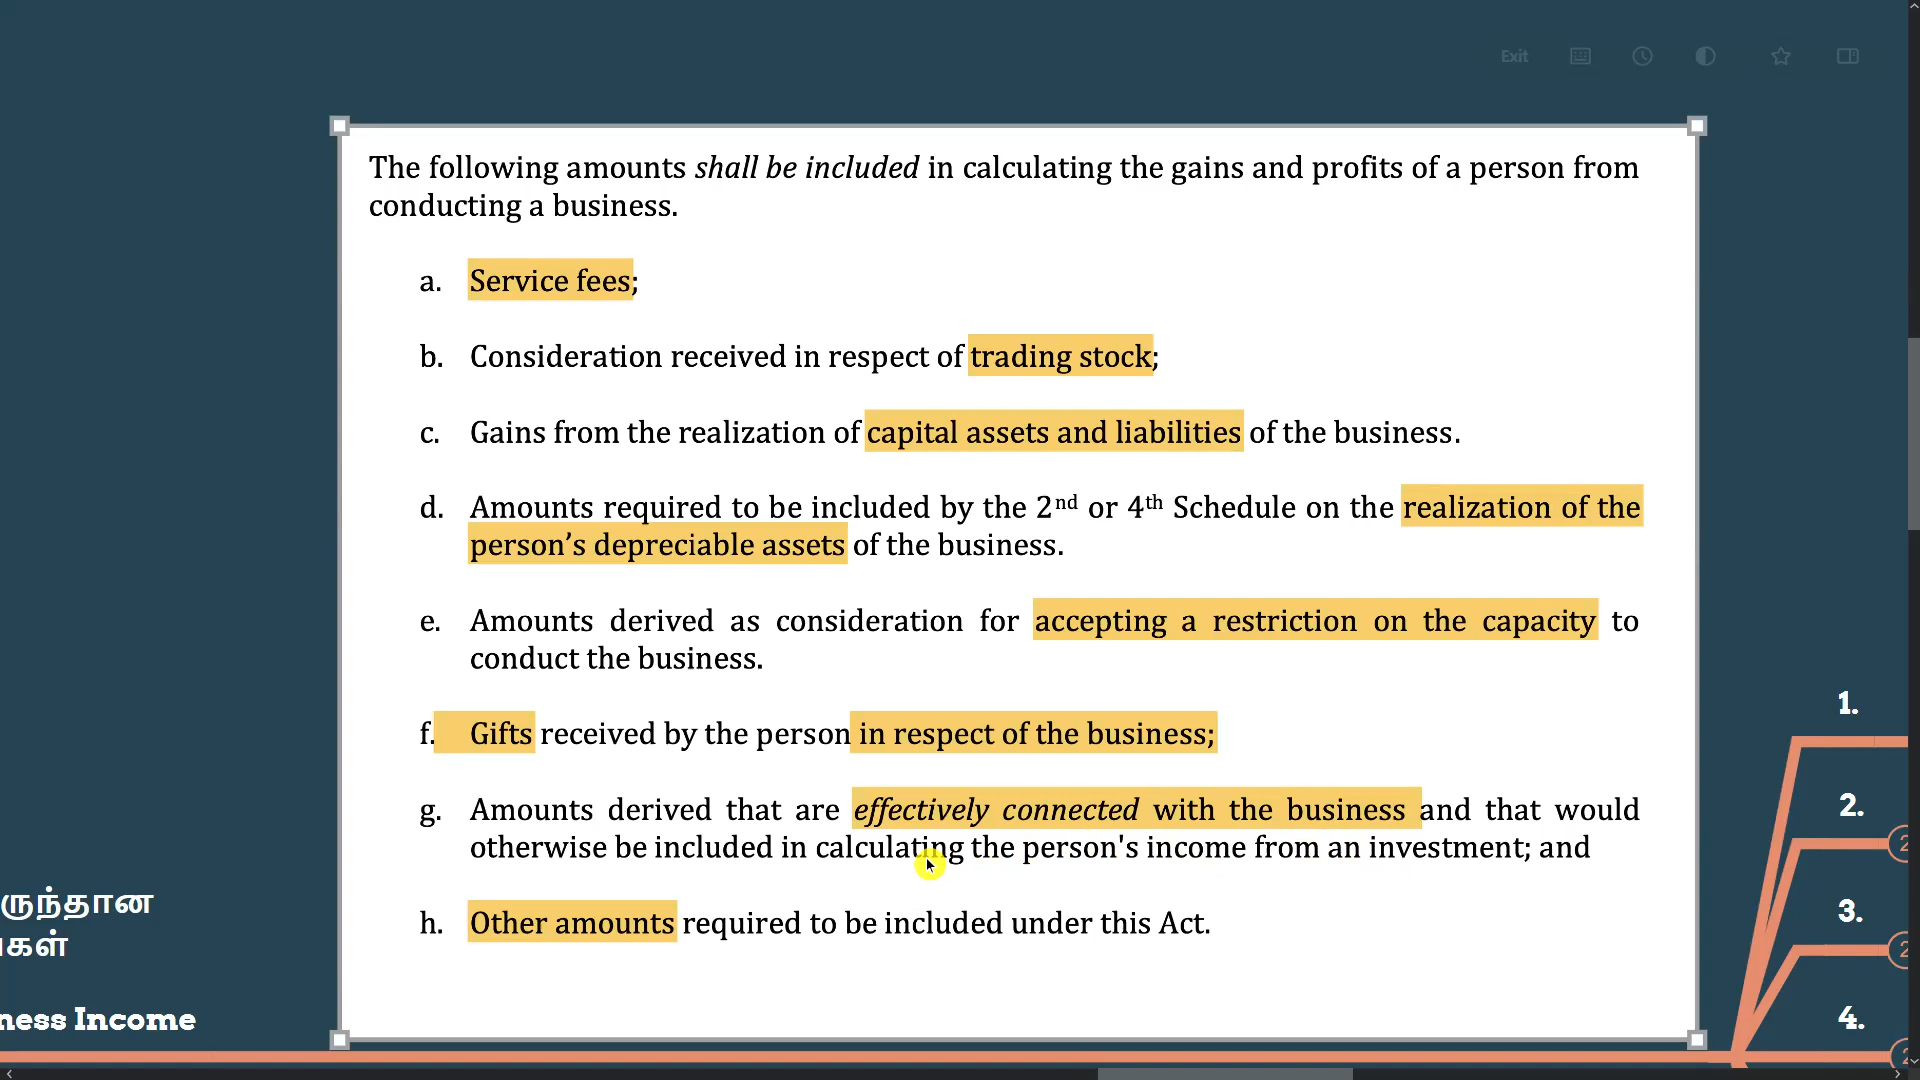 Exit
The following amounts shall be included in calculating the gains and profits of a person from
conducting a business.
a. Service fees;
b. Consideration received in respect of trading stock;
c. Gains from the realization of capital assets and liabilities of the business.
d. Amounts required to be included by the 2nd or 4th Schedule on the realization of the
person’s depreciable assets of the business.
e. Amounts derived as consideration for accepting a restriction on the capacity to
conduct the business.
f. Gifts received by the person in respect of the business;
g. Amounts derived that are effectively connected with the business and that would
otherwise be included in calculating the person's income from an investment; and
h. Other amounts required to be included under this Act.
ருந்தான
கள்
ness Income
1.
2.
2
3.
2
4.
2